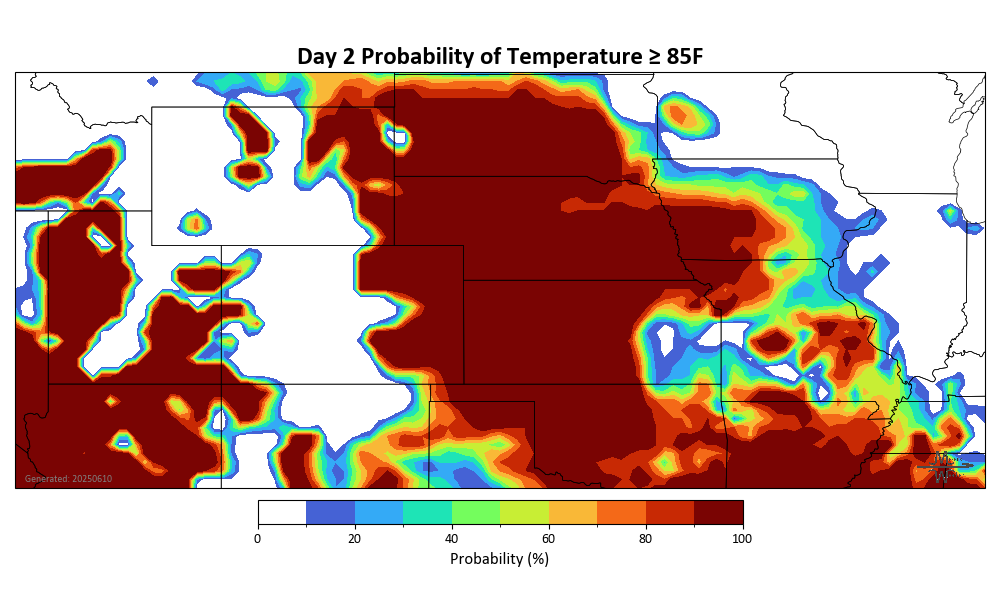 Day 2 Probability of Temperature ≥ 85F
Generated: 20250610
0 20 40 60 80 100
Probability (%)